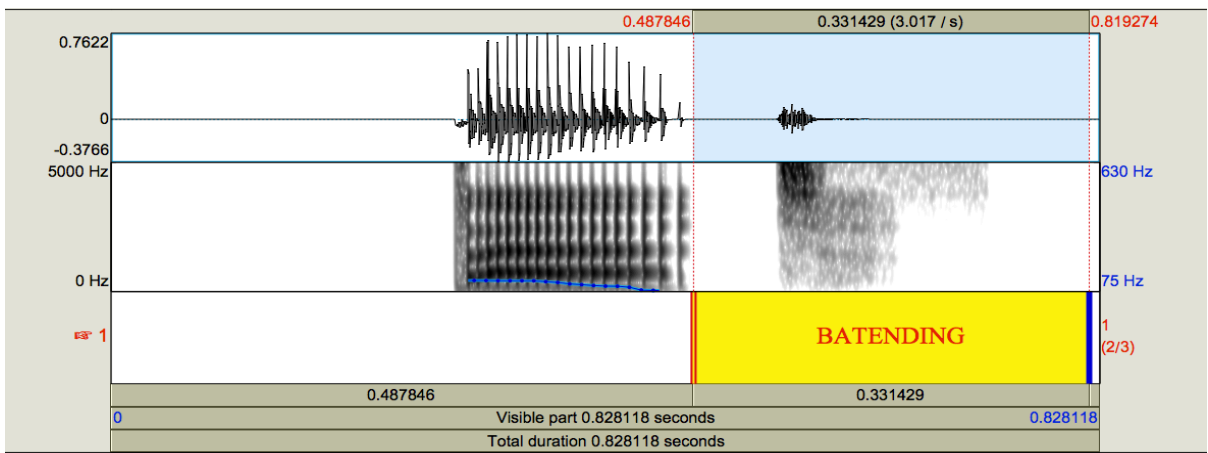 0.487846 0.331429 (3.017 / s) 0.819274
0.7622
0
-0.3766
5000 Hz 630 Hz
0 Hz 75 Hz
1 BATENDING 1
(2/3)
0.487846 0.331429
0 Visible part 0.828118 seconds 0.828118
Total duration 0.828118 seconds